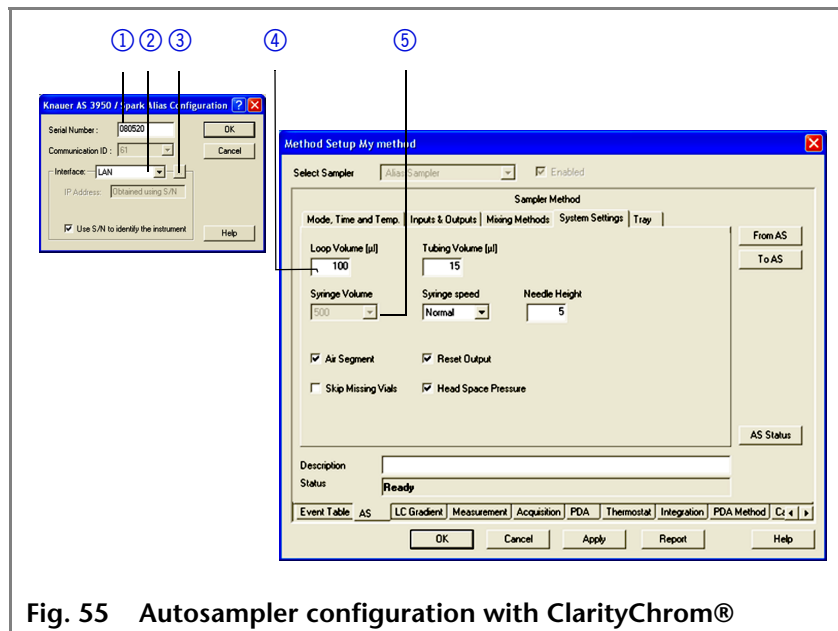 ① ② ③ ④ ⑤
Knauer AS 3950 / Spark Alias Configuration
Serial Number : 080520 OK
Communication ID : 61 Cancel
Interface: LAN
IP Address: Obtained using S/N
Use S/N to identify the instrument Help
Method Setup My method
Select Sampler Alias Sampler Enabled
Sampler Method
Mode, Time and Temp. Inputs & Outputs Mixing Methods System Settings Tray
From AS
To AS
Loop Volume [µl] Tubing Volume [µl]
100 15
Syringe Volume Syringe speed Needle Height
500 Normal 5
Air Segment Reset Output
Skip Missing Vials Head Space Pressure
AS Status
Description
Status Ready
Event Table AS LC Gradient Measurement Acquisition PDA Thermostat Integration PDA Method
OK Cancel Apply Report Help
Fig. 55 Autosampler configuration with ClarityChrom®